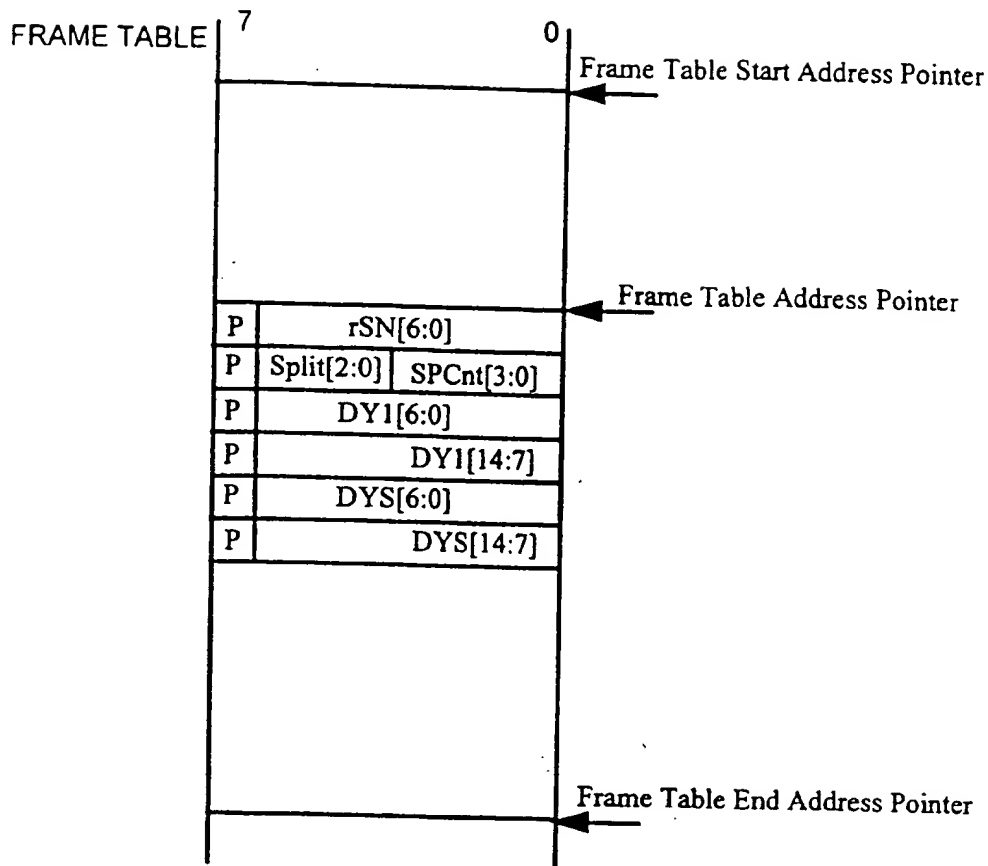 FRAME TABLE 7 0
Frame Table Start Address Pointer
Frame Table Address Pointer
P rSN[6:0]
P Split[2:0] SPCnt[3:0]
P DY1[6:0]
P DY1[14:7]
P DYS[6:0]
P DYS[14:7]
Frame Table End Address Pointer